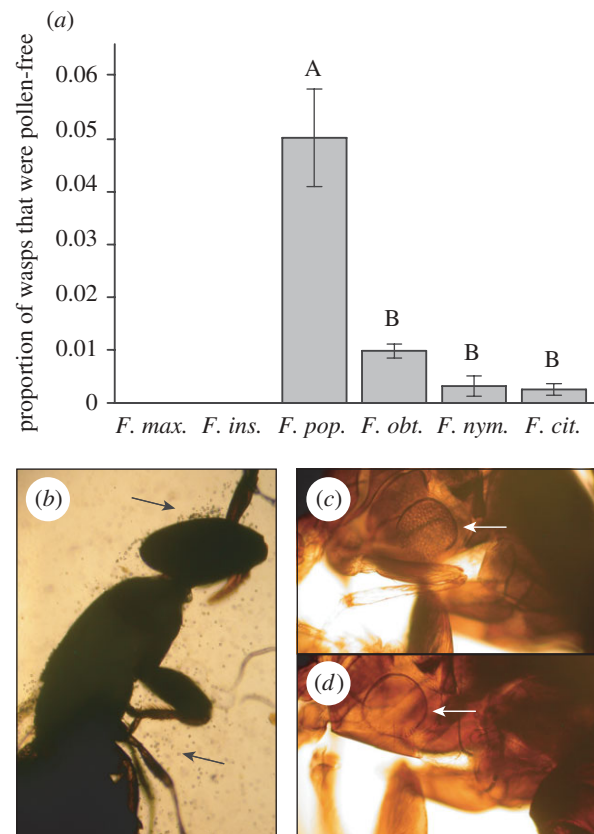 (a)
proportion of wasps that were pollen-free
0.06
0.05
0.04
0.03
0.02
0.01
0
A
B
B
B
F. max. F. ins. F. pop. F. obt. F. nym. F. cit.
(b)
(c)
(d)